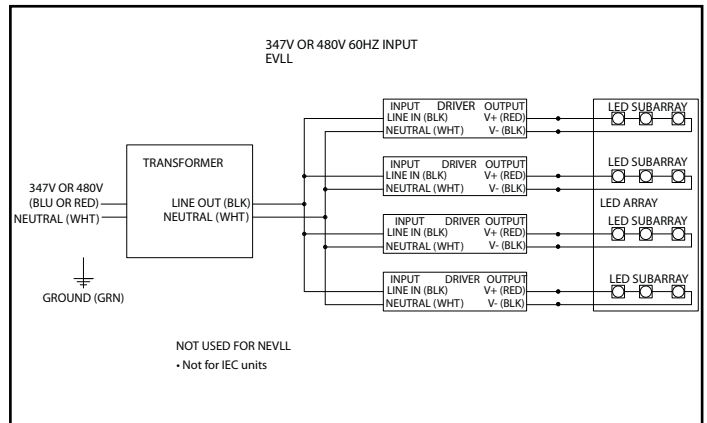 347V OR 480V 60HZ INPUT
EVLL
INPUT DRIVER OUTPUT
LINE IN (BLK) V+ (RED)
NEUTRAL (WHT) V- (BLK)
LED SUBARRAY
TRANSFORMER
INPUT DRIVER OUTPUT
LINE IN (BLK) V+ (RED)
NEUTRAL (WHT) V- (BLK)
LED SUBARRAY
347V OR 480V
(BLU OR RED)
NEUTRAL (WHT)
LINE OUT (BLK)
NEUTRAL (WHT)
LED ARRAY
INPUT DRIVER OUTPUT
LINE IN (BLK) V+ (RED)
NEUTRAL (WHT) V- (BLK)
LED SUBARRAY
GROUND (GRN)
INPUT DRIVER OUTPUT
LINE IN (BLK) V+ (RED)
NEUTRAL (WHT) V- (BLK)
LED SUBARRAY
NOT USED FOR NEVLL
• Not for IEC units